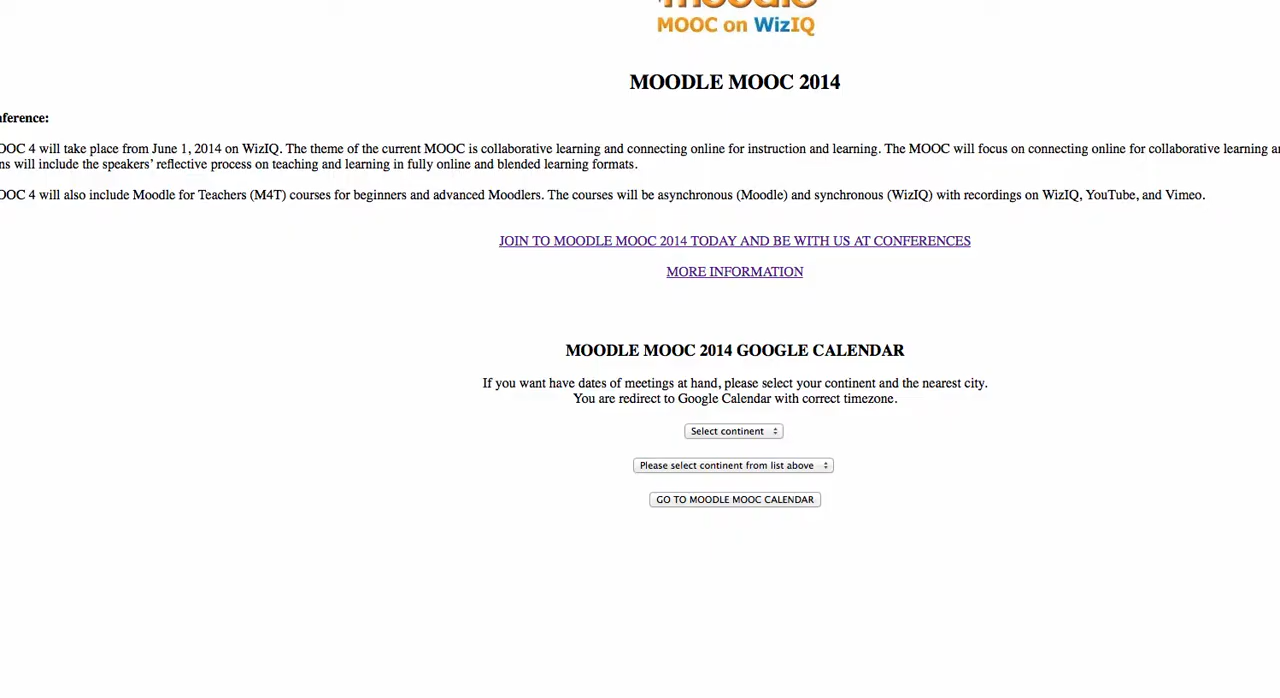 moodle
MOOC on WizIQ
MOODLE MOOC 2014
ference:
OOC 4 will take place from June 1, 2014 on WizIQ. The theme of the current MOOC is collaborative learning and connecting online for instruction and learning. The MOOC will focus on connecting online for collaborative learning a
ns will include the speakers’ reflective process on teaching and learning in fully online and blended learning formats.
OOC 4 will also include Moodle for Teachers (M4T) courses for beginners and advanced Moodlers. The courses will be asynchronous (Moodle) and synchronous (WizIQ) with recordings on WizIQ, YouTube, and Vimeo.
JOIN TO MOODLE MOOC 2014 TODAY AND BE WITH US AT CONFERENCES
MORE INFORMATION
MOODLE MOOC 2014 GOOGLE CALENDAR
If you want have dates of meetings at hand, please select your continent and the nearest city.
You are redirect to Google Calendar with correct timezone.
Select continent
Please select continent from list above
GO TO MOODLE MOOC CALENDAR